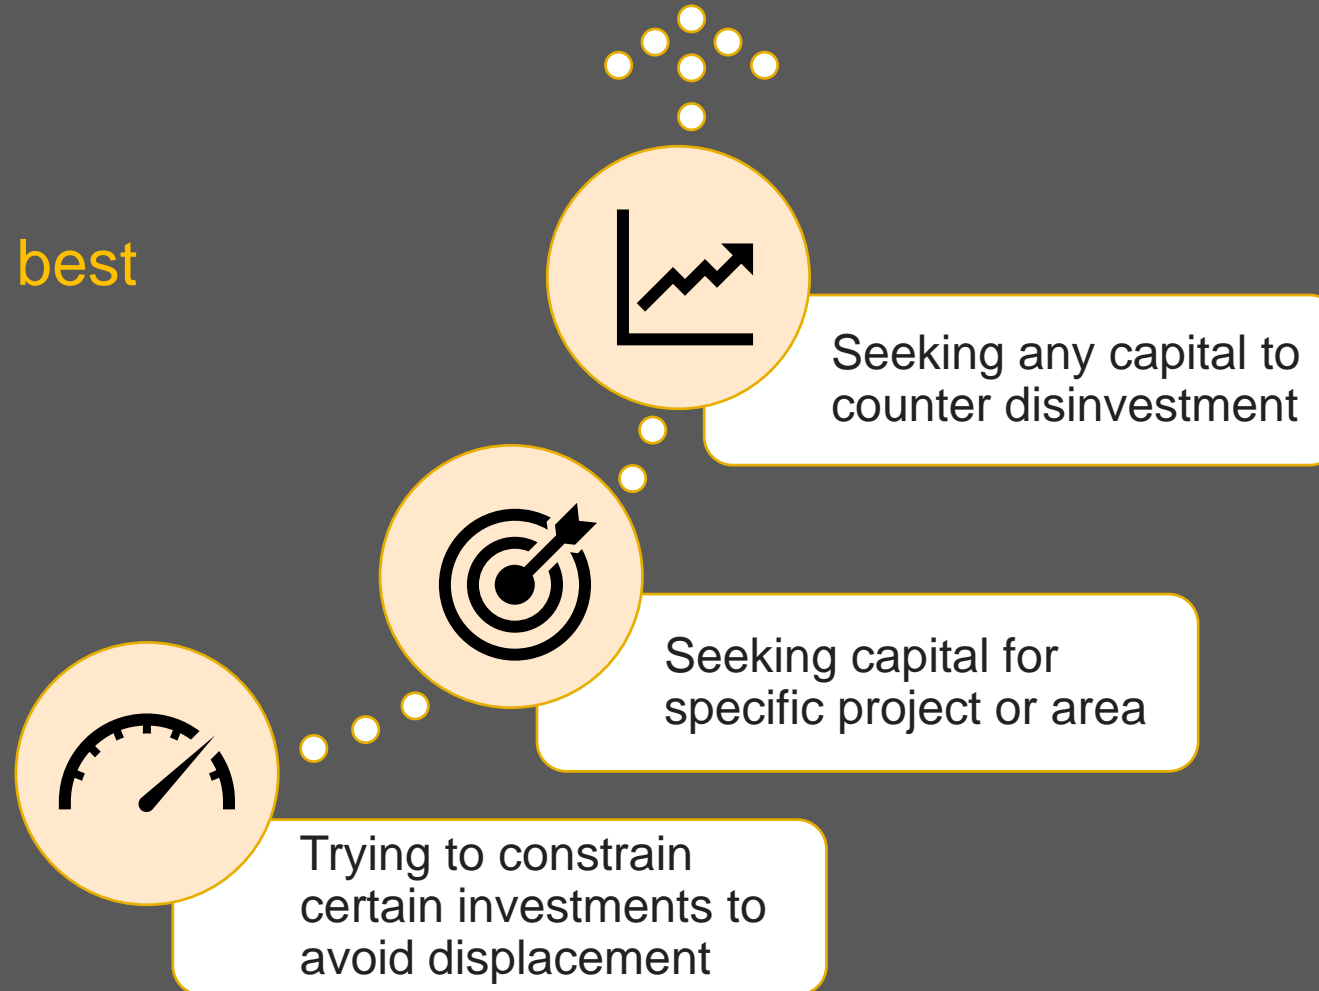 best
Seeking any capital to
counter disinvestment
Seeking capital for
specific project or area
Trying to constrain
certain investments to
avoid displacement